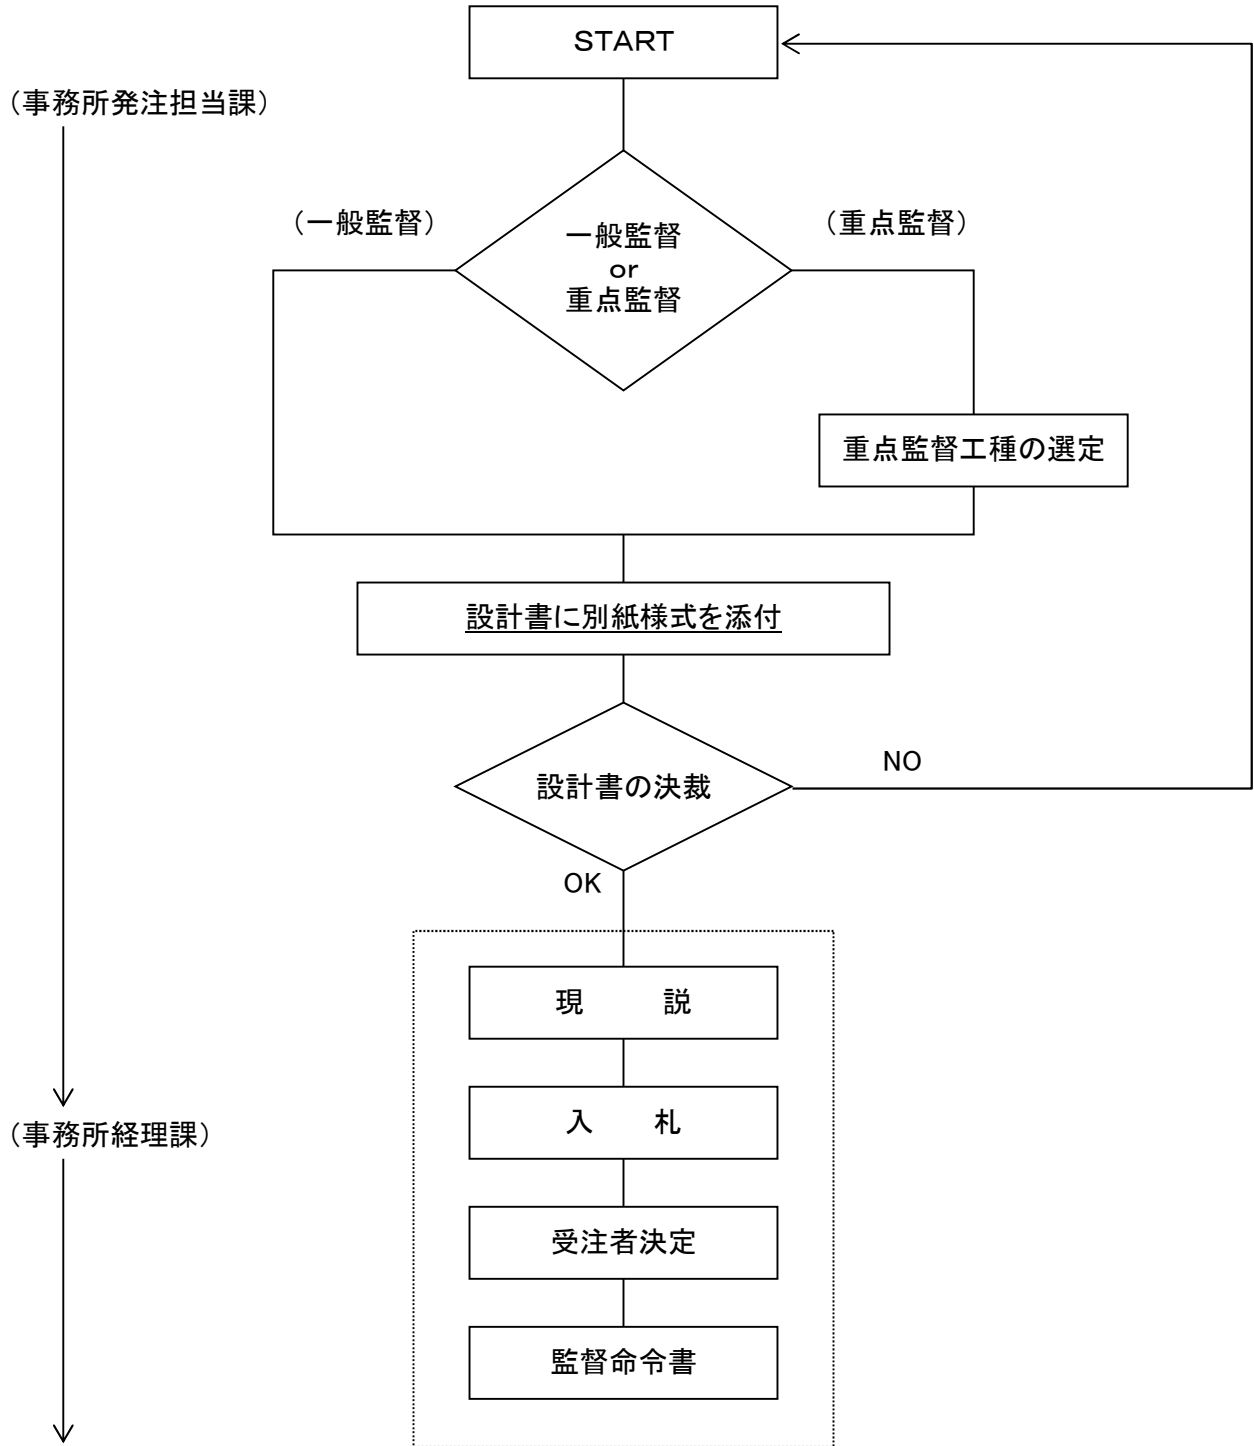 START
（事務所発注担当課）
（一般監督）
（重点監督）
一般監督
or
重点監督
重点監督工種の選定
設計書に別紙様式を添付
設計書の決裁
NO
OK
現　　説
入　　札
（事務所経理課）
受注者決定
監督命令書